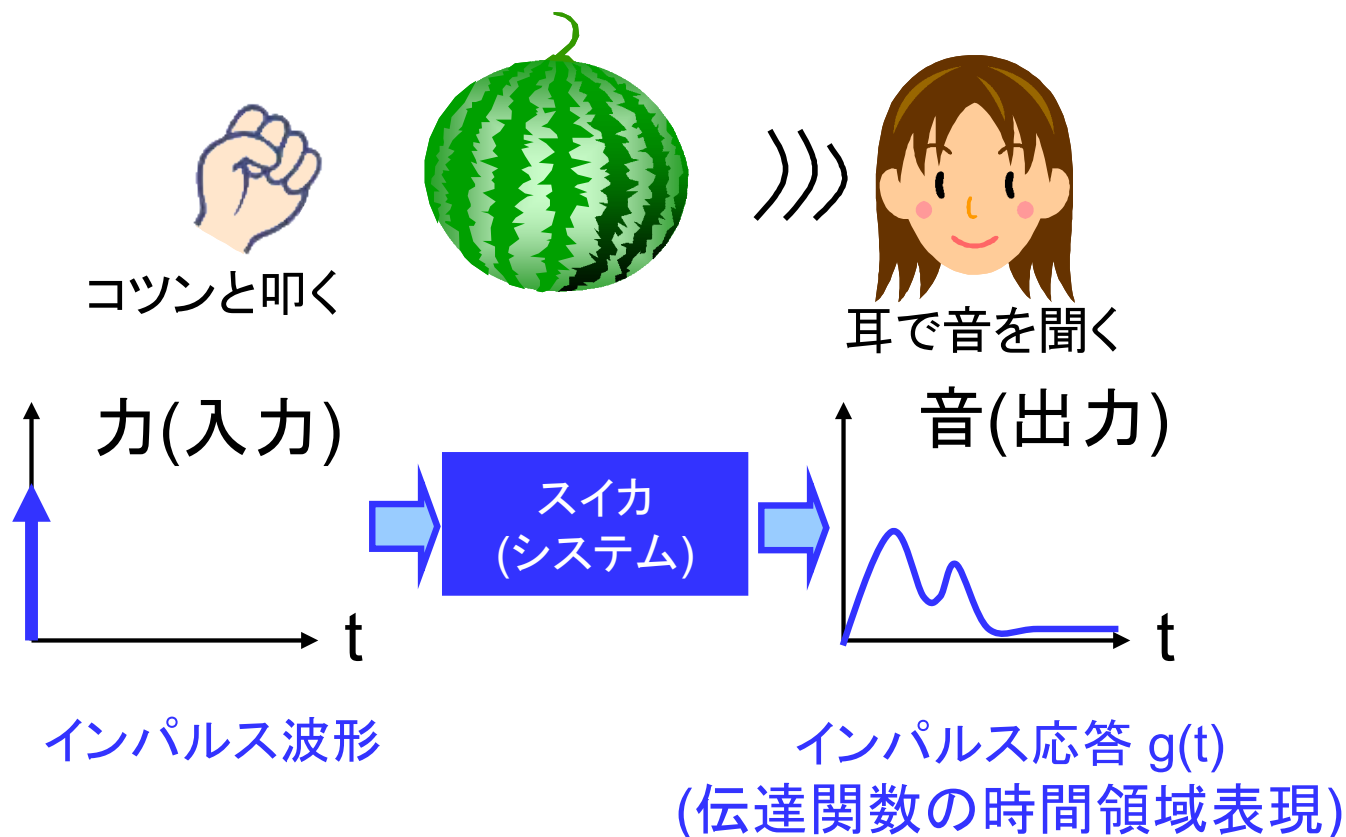 コツンと叩く
耳で音を聞く
力(入力)
音(出力)
スイカ
(システム)
t
t
インパルス波形
インパルス応答 g(t)
(伝達関数の時間領域表現)